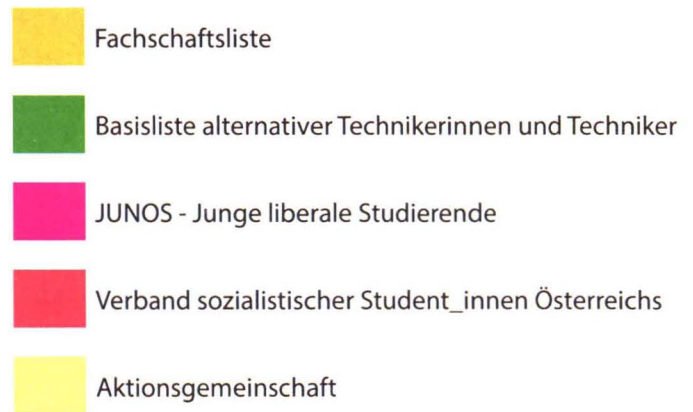 Fachschaftsliste
Basisliste alternativer Technikerinnen und Techniker
JUNOS - Junge liberale Studierende
Verband sozialistischer Student_innen Österreichs
Aktionsgemeinschaft